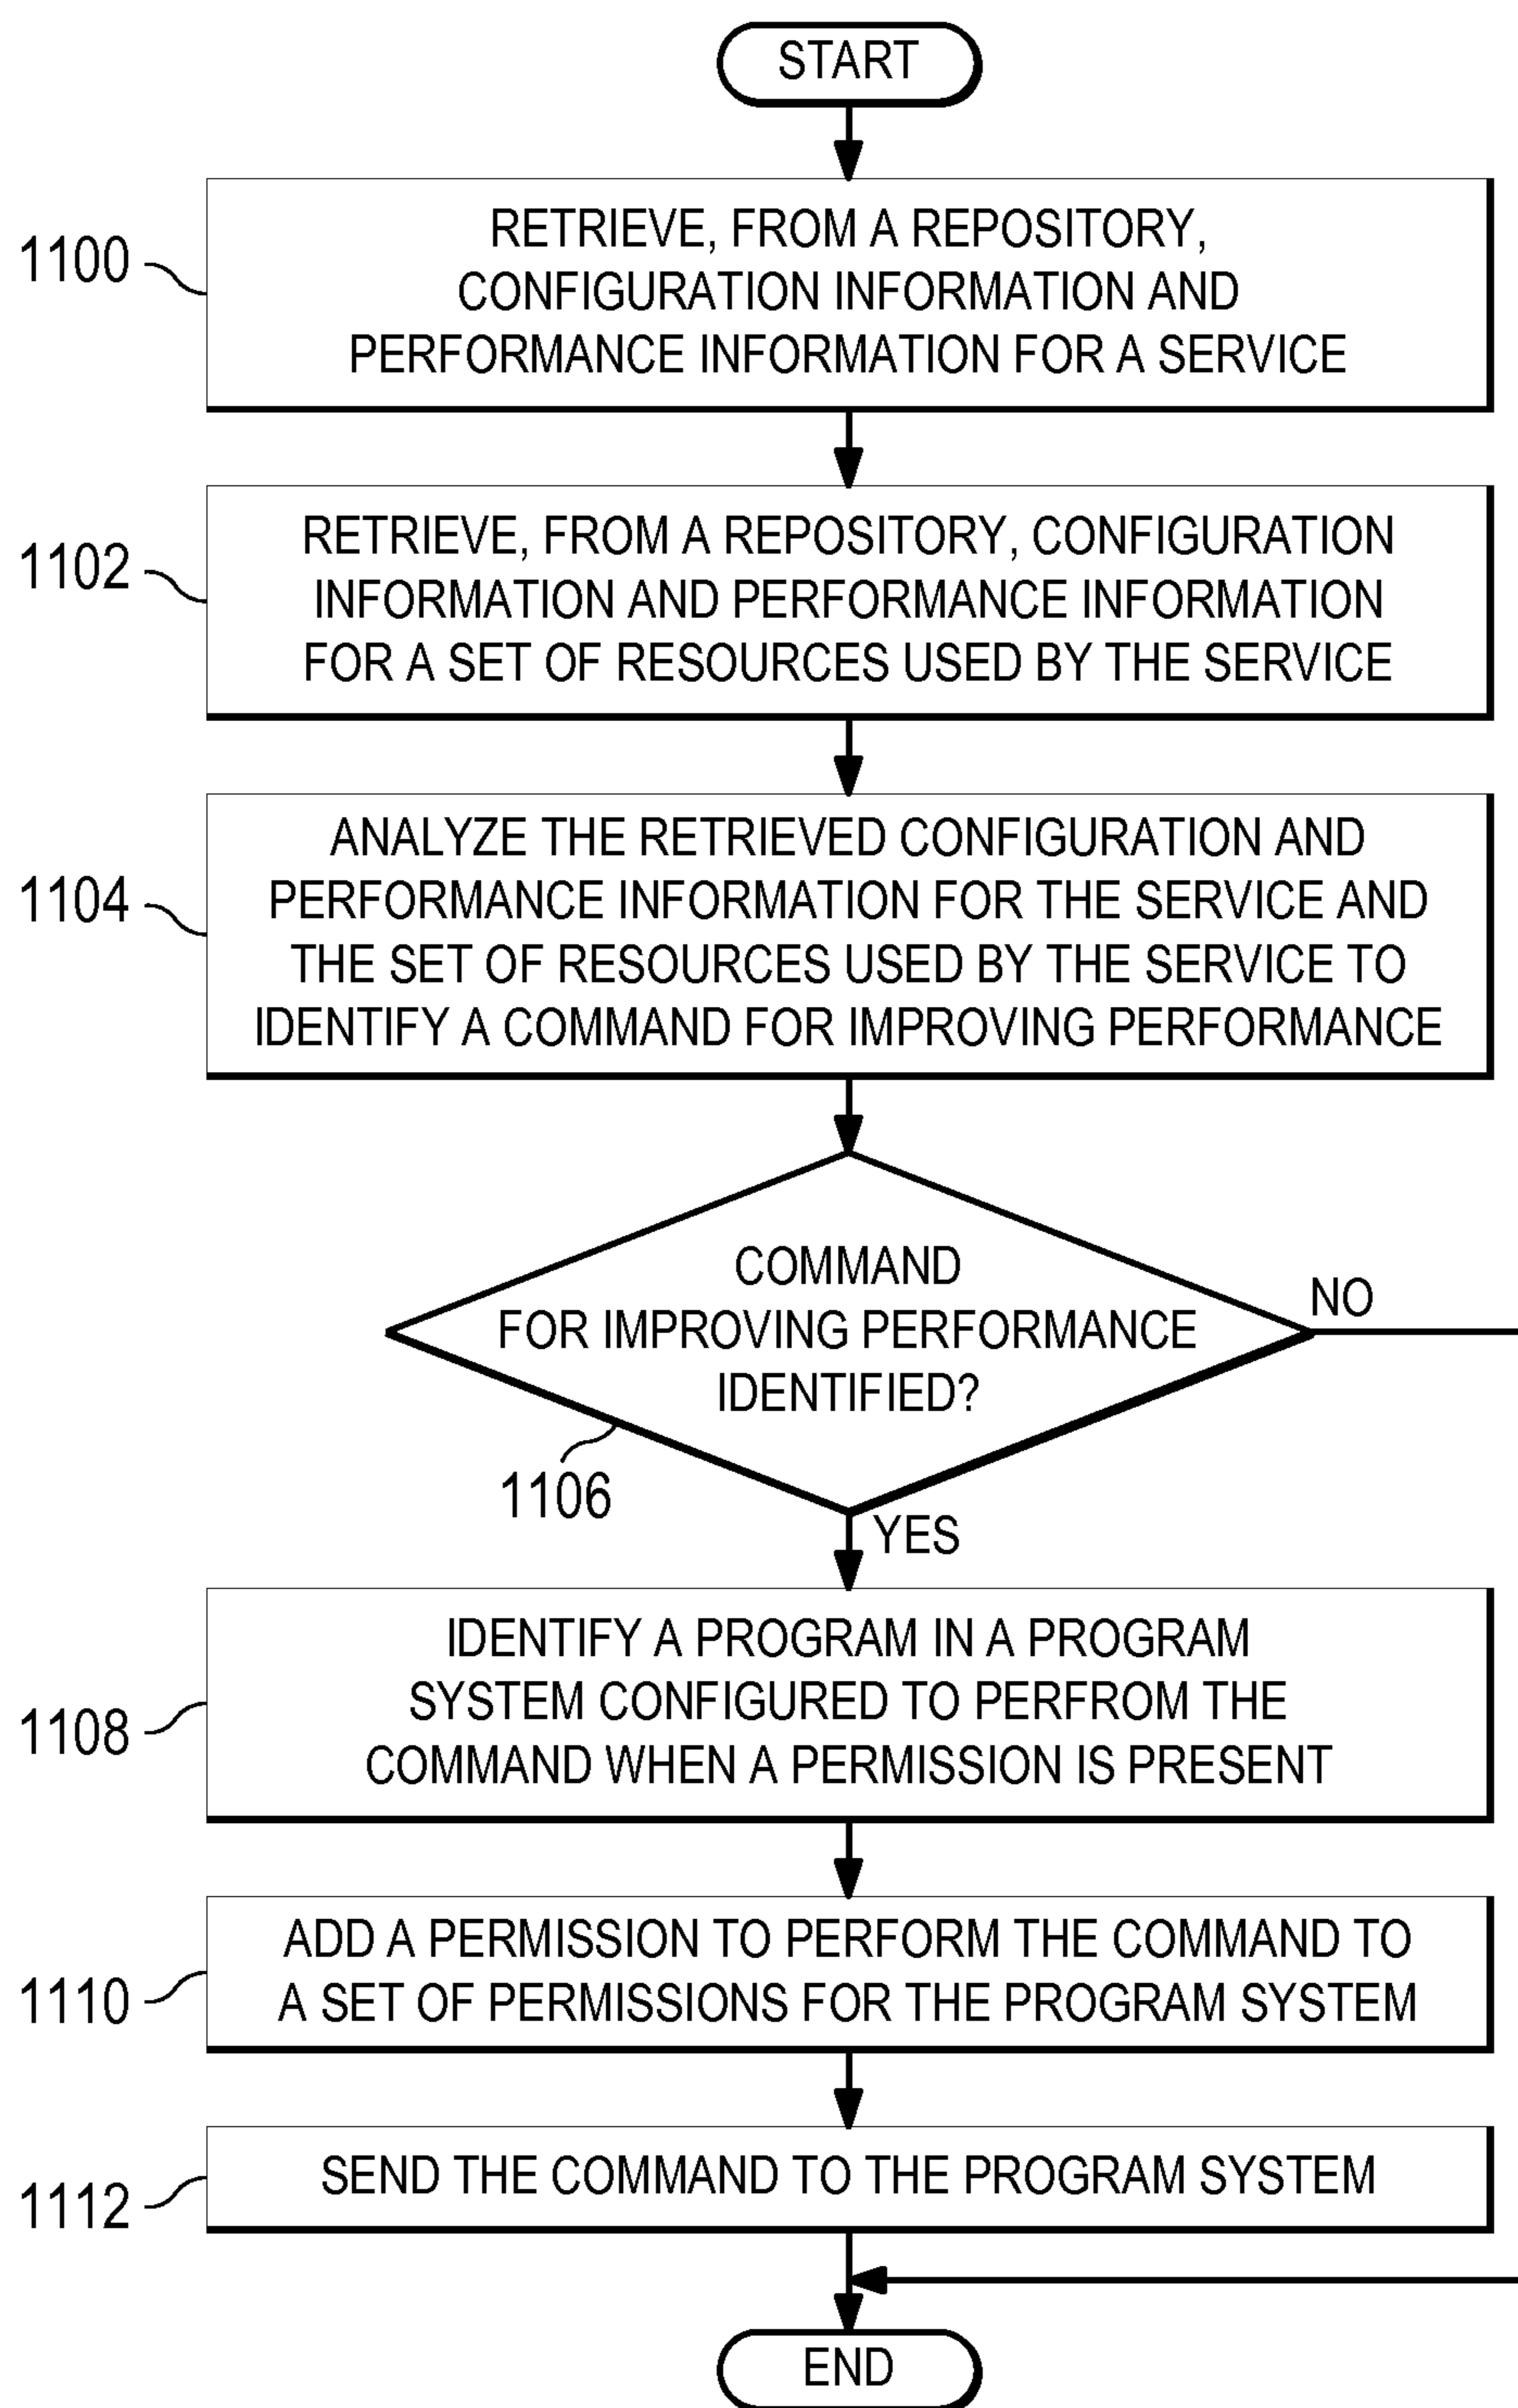 START
1100
RETRIEVE, FROM A REPOSITORY,
CONFIGURATION INFORMATION AND
PERFORMANCE INFORMATION FOR A SERVICE
1102
RETRIEVE, FROM A REPOSITORY, CONFIGURATION
INFORMATION AND PERFORMANCE INFORMATION
FOR A SET OF RESOURCES USED BY THE SERVICE
1104
ANALYZE THE RETRIEVED CONFIGURATION AND
PERFORMANCE INFORMATION FOR THE SERVICE AND
THE SET OF RESOURCES USED BY THE SERVICE TO
IDENTIFY A COMMAND FOR IMPROVING PERFORMANCE
COMMAND
FOR IMPROVING PERFORMANCE
IDENTIFIED?
NO
1106
YES
1108
IDENTIFY A PROGRAM IN A PROGRAM
SYSTEM CONFIGURED TO PERFROM THE
COMMAND WHEN A PERMISSION IS PRESENT
1110
ADD A PERMISSION TO PERFORM THE COMMAND TO
A SET OF PERMISSIONS FOR THE PROGRAM SYSTEM
1112
SEND THE COMMAND TO THE PROGRAM SYSTEM
END